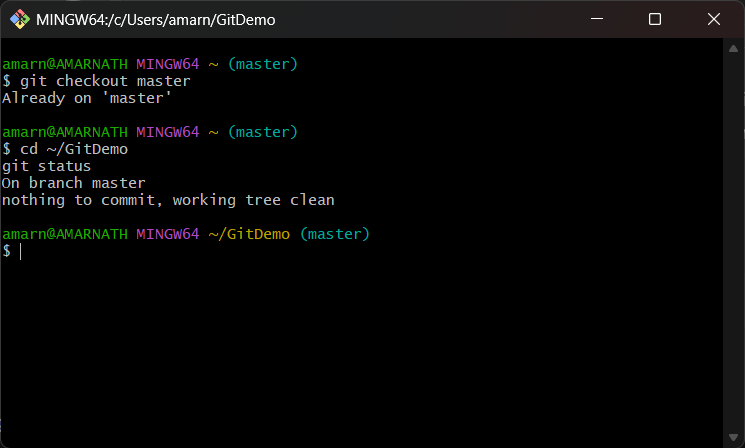 MINGW64:/c/Users/amarn/GitDemo
amarn@AMARNATH MINGW64 ~ (master)
$ git checkout master
Already on 'master'
amarn@AMARNATH MINGW64 ~ (master)
$ cd ~/GitDemo
git status
On branch master
nothing to commit, working tree clean
amarn@AMARNATH MINGW64 ~/GitDemo (master)
$